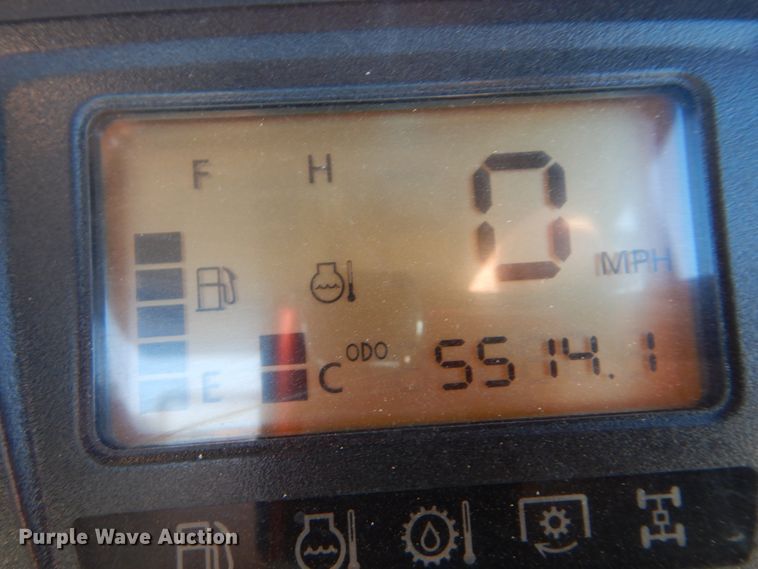 F H 0
MPH
ODO
E C 5514.1
Purple Wave Auction